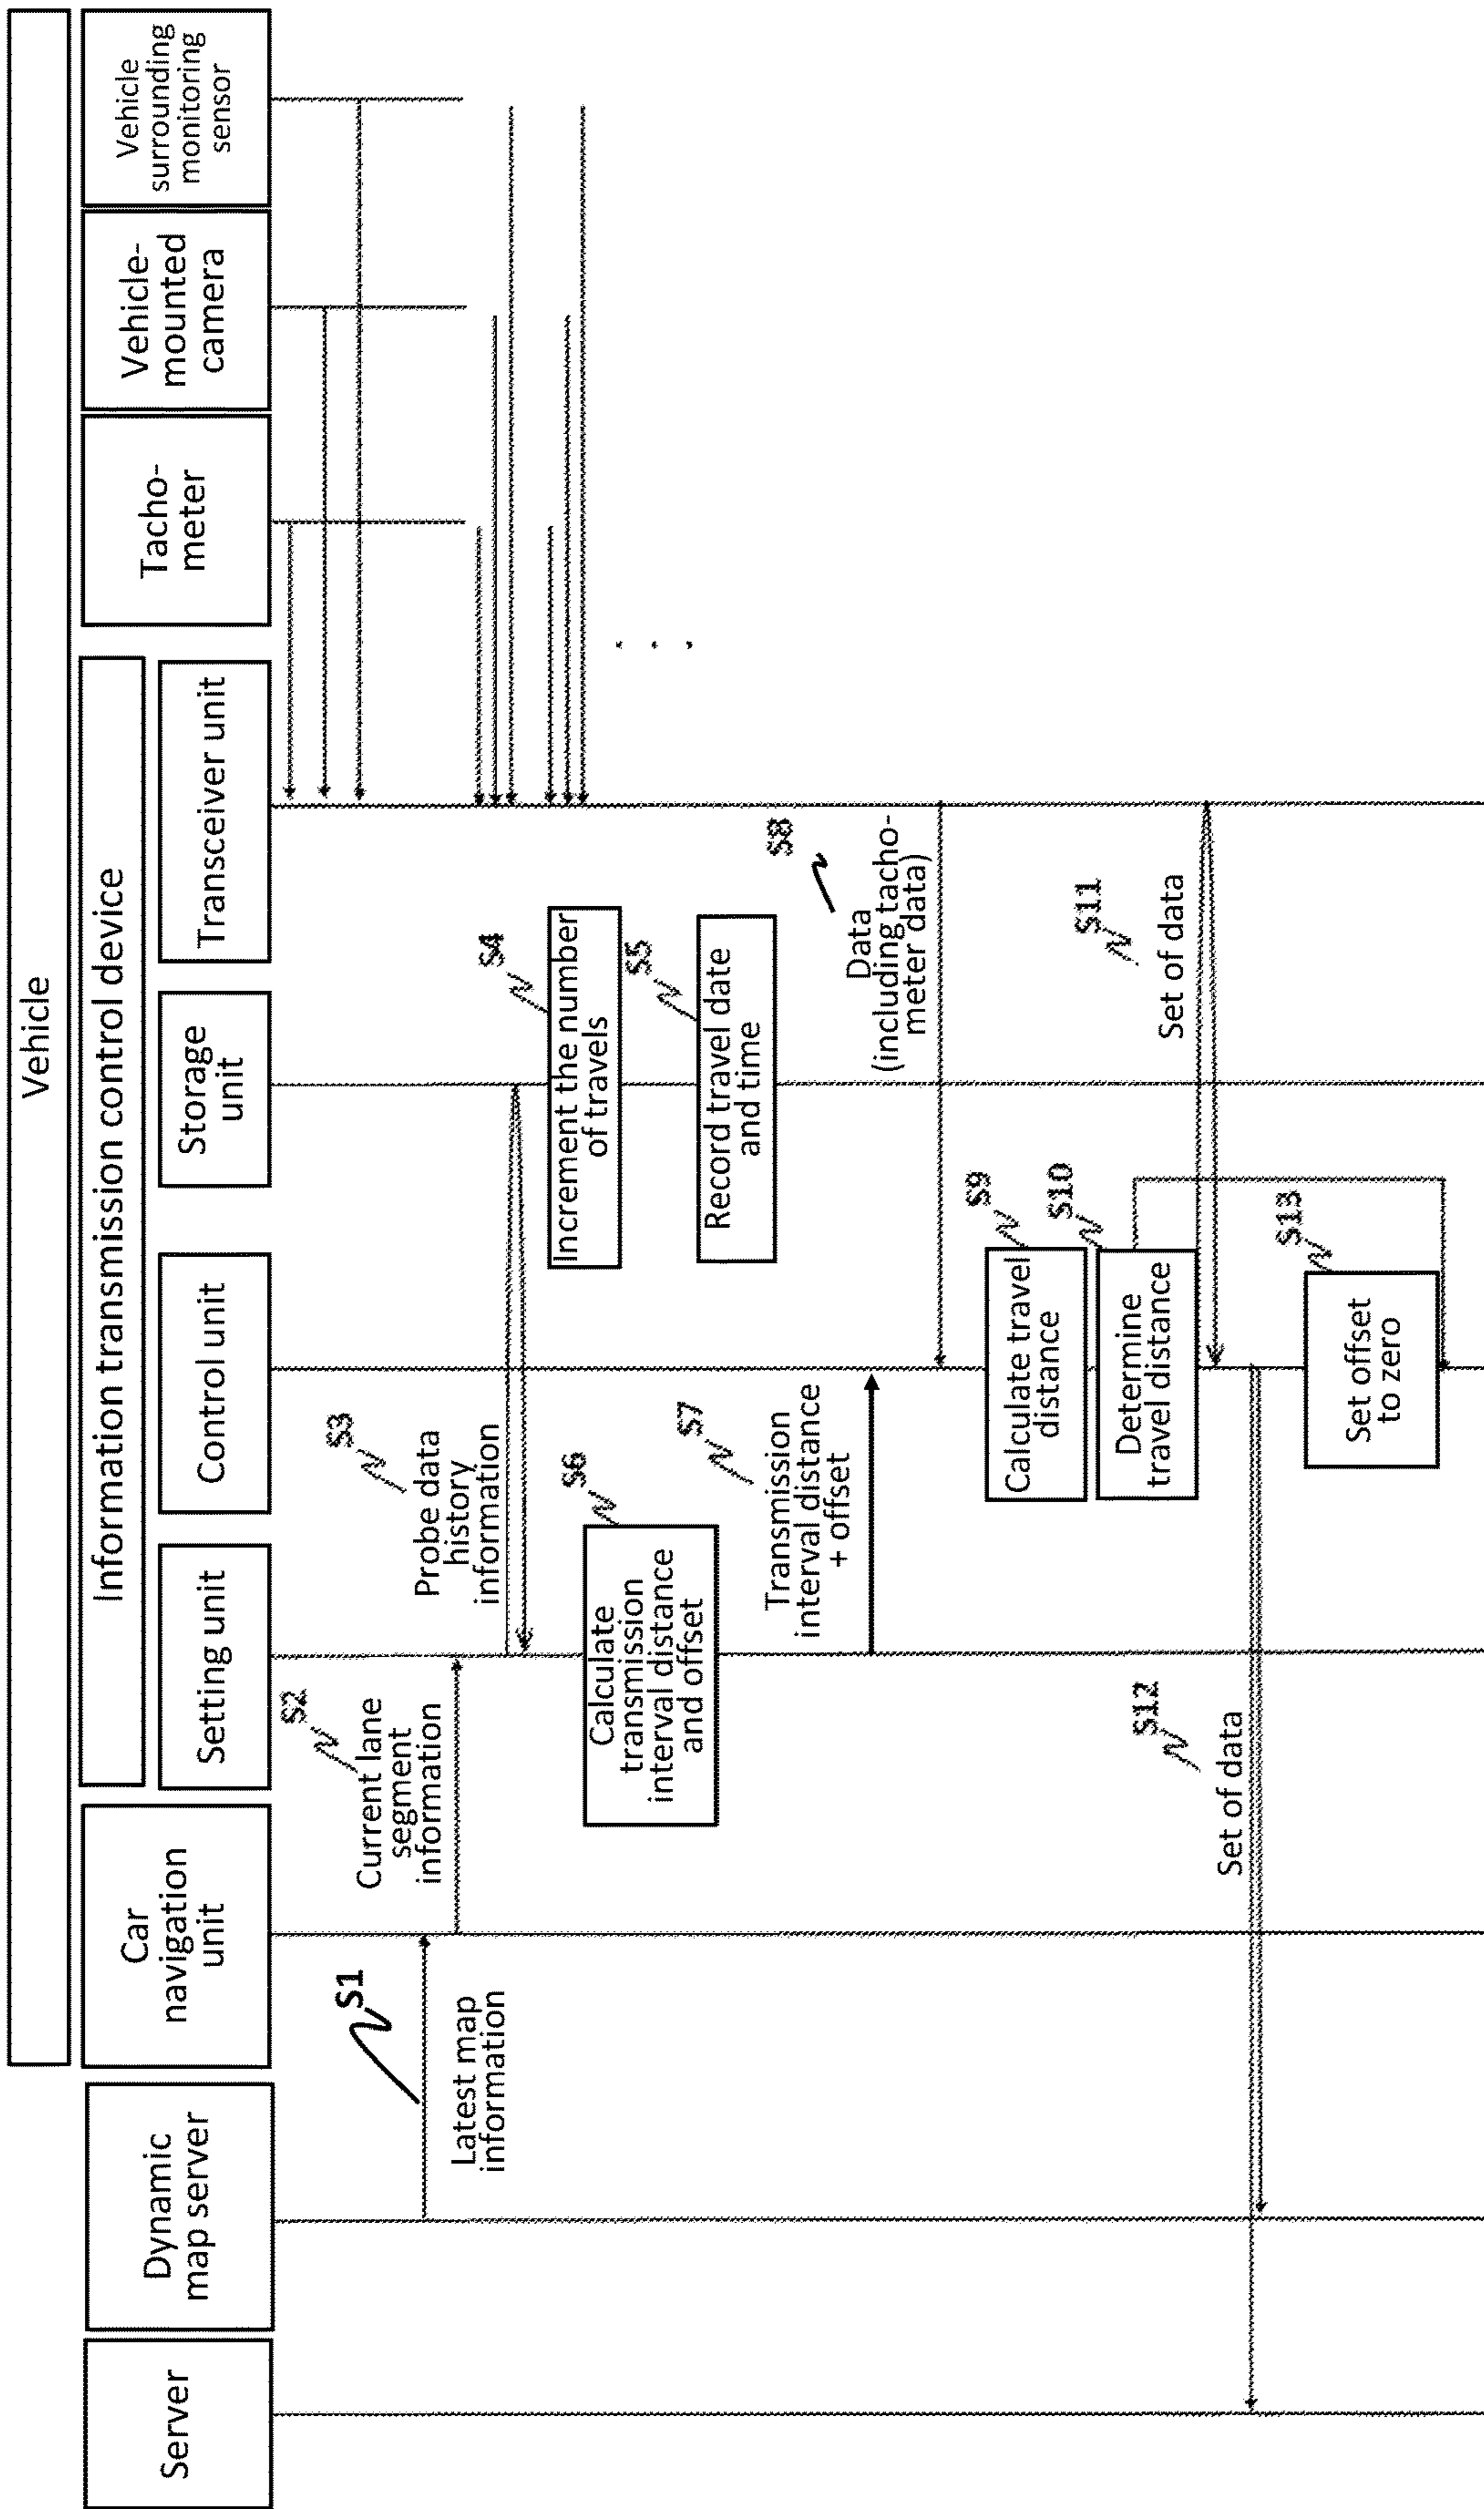 Vehicle
Information transmission control device
Server
Dynamic
map server
Car
navigation
unit
Setting unit
Control unit
Storage
unit
Transceiver unit
Tacho-
meter
Vehicle-
mounted
camera
Vehicle
surrounding
monitoring
sensor
S1
Latest map
information
S2
Current lane
segment
information
S3
Probe data
history
information
S4
Increment the number
of travels
S5
Record travel date
and time
S6
Calculate
transmission
interval distance
and offset
S7
Transmission
interval distance
+ offset
S8
Data
(including tacho-
meter data)
S9
Calculate travel
distance
S10
Determine
travel distance
S11
Set of data
S12
Set of data
S13
Set offset
to zero
. . .